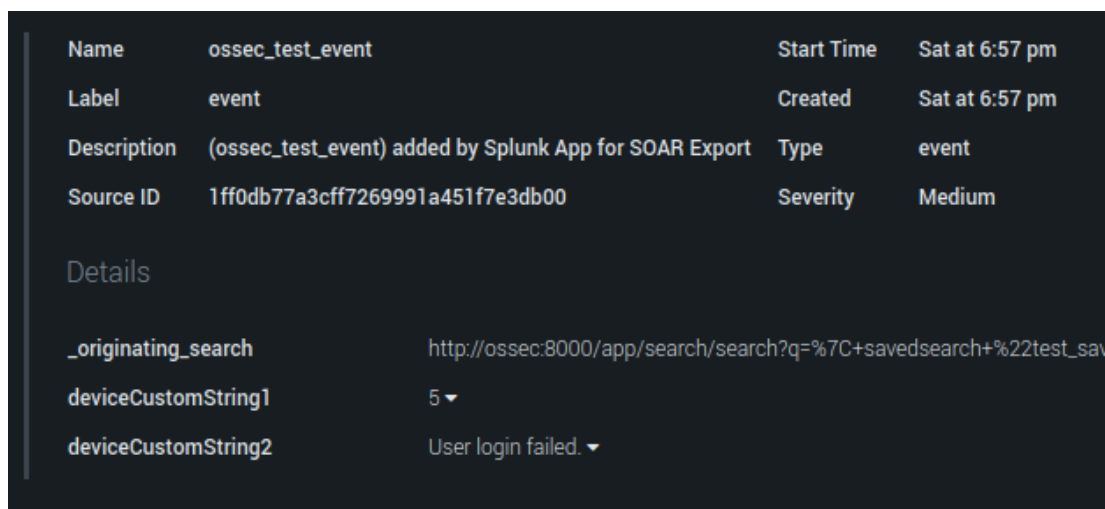 Name ossec_test_event Start Time Sat at 6:57 pm
Label event Created Sat at 6:57 pm
Description (ossec_test_event) added by Splunk App for SOAR Export Type event
Source ID 1ff0db77a3cff7269991a451f7e3db00 Severity Medium
Details
_originating_search http://ossec:8000/app/search/search?q=%7C+savedsearch+%22test_sav
deviceCustomString1 5
deviceCustomString2 User login failed.